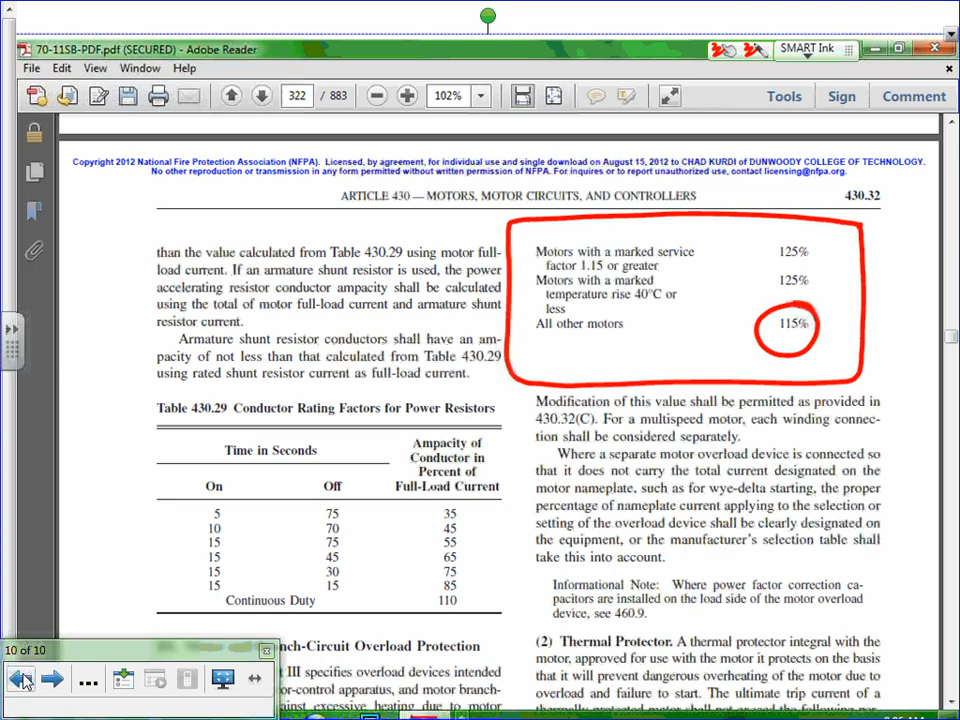 70-11SB-PDF.pdf (SECURED) - Adobe Reader
SMART Ink
File Edit View Window Help
322 / 883
102%
Tools Sign Comment
Copyright 2012 National Fire Protection Association (NFPA). Licensed, by agreement, for individual use and single download on August 15, 2012 to CHAD KURDI of DUNWOODY COLLEGE OF TECHNOLOGY.
No other reproduction or transmission in any form permitted without written permission of NFPA. For inquires or to report unauthorized use, contact licensing@nfpa.org.
ARTICLE 430 — MOTORS, MOTOR CIRCUITS, AND CONTROLLERS 430.32
than the value calculated from Table 430.29 using motor full-
load current. If an armature shunt resistor is used, the power
accelerating resistor conductor ampacity shall be calculated
using the total of motor full-load current and armature shunt
resistor current.
Armature shunt resistor conductors shall have an am-
pacity of not less than that calculated from Table 430.29
using rated shunt resistor current as full-load current.
Table 430.29 Conductor Rating Factors for Power Resistors
Time in Seconds
Ampacity of
Conductor in
Percent of
Full-Load Current
On Off
5 75 35
10 70 45
15 75 55
15 45 65
15 30 75
15 15 85
Continuous Duty 110
nch-Circuit Overload Protection
t III specifies overload devices intended
or-control apparatus, and motor branch-
ainst excessive heating due to motor
Motors with a marked service 125%
factor 1.15 or greater
Motors with a marked 125%
temperature rise 40°C or
less
All other motors 115%
Modification of this value shall be permitted as provided in
430.32(C). For a multispeed motor, each winding connec-
tion shall be considered separately.
Where a separate motor overload device is connected so
that it does not carry the total current designated on the
motor nameplate, such as for wye-delta starting, the proper
percentage of nameplate current applying to the selection or
setting of the overload device shall be clearly designated on
the equipment, or the manufacturer's selection table shall
take this into account.
Informational Note: Where power factor correction ca-
pacitors are installed on the load side of the motor overload
device, see 460.9.
(2) Thermal Protector. A thermal protector integral with the
motor, approved for use with the motor it protects on the basis
that it will prevent dangerous overheating of the motor due to
overload and failure to start. The ultimate trip current of a
10 of 10